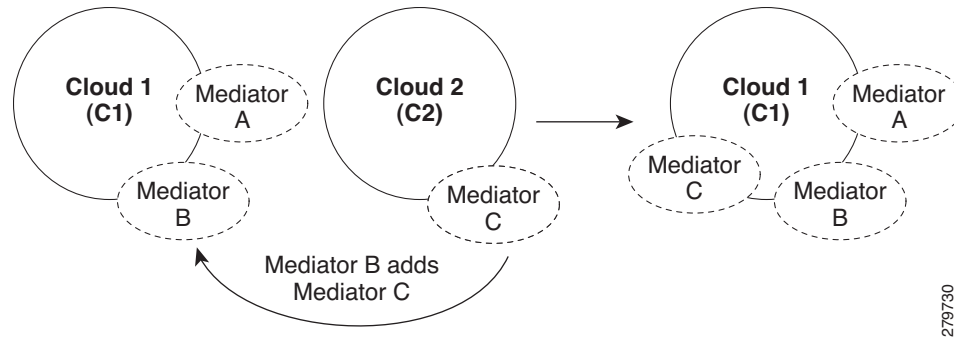 Cloud 1
(C1)
Mediator
A
Mediator
B
Cloud 2
(C2)
Mediator
C
Mediator B adds
Mediator C
Cloud 1
(C1)
Mediator
A
Mediator
C
Mediator
B
279730